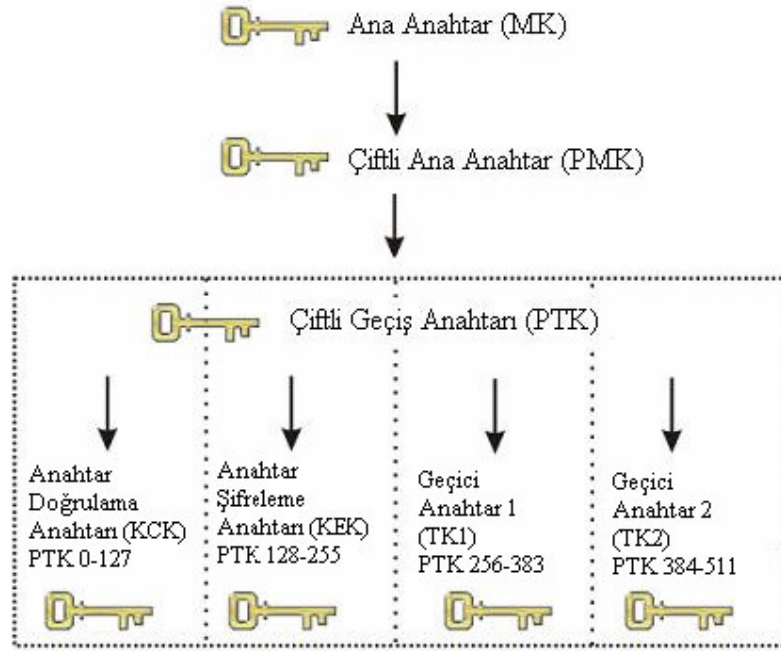 Ana Anahtar (MK)
Çiftli Ana Anahtar (PMK)
Çiftli Geçiş Anahtarı (PTK)
Anahtar
Doğrulama
Anahtarı (KCK)
PTK 0-127
Anahtar
Şifreleme
Anahtarı (KEK)
PTK 128-255
Geçici
Anahtar 1
(TK1)
PTK 256-383
Geçici
Anahtar 2
(TK2)
PTK 384-511